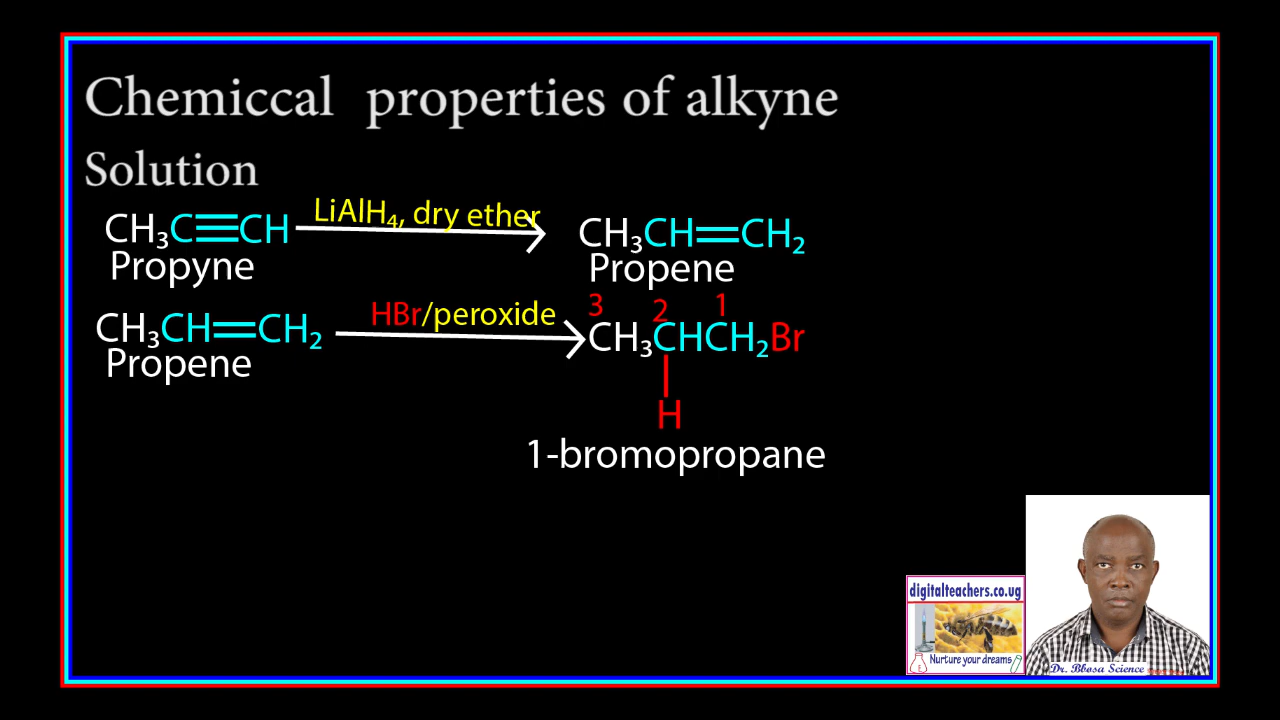 Chemiccal properties of alkyne
Solution
CH₃C≡CH LiAlH₄, dry ether CH₃CH=CH₂
Propyne Propene
CH₃CH=CH₂ HBr/peroxide CH₃CHCH₂Br
3 2 1
Propene
H
1-bromopropane
digitalteachers.co.ug
Nurture your dreams
Dr. Bbosa Science